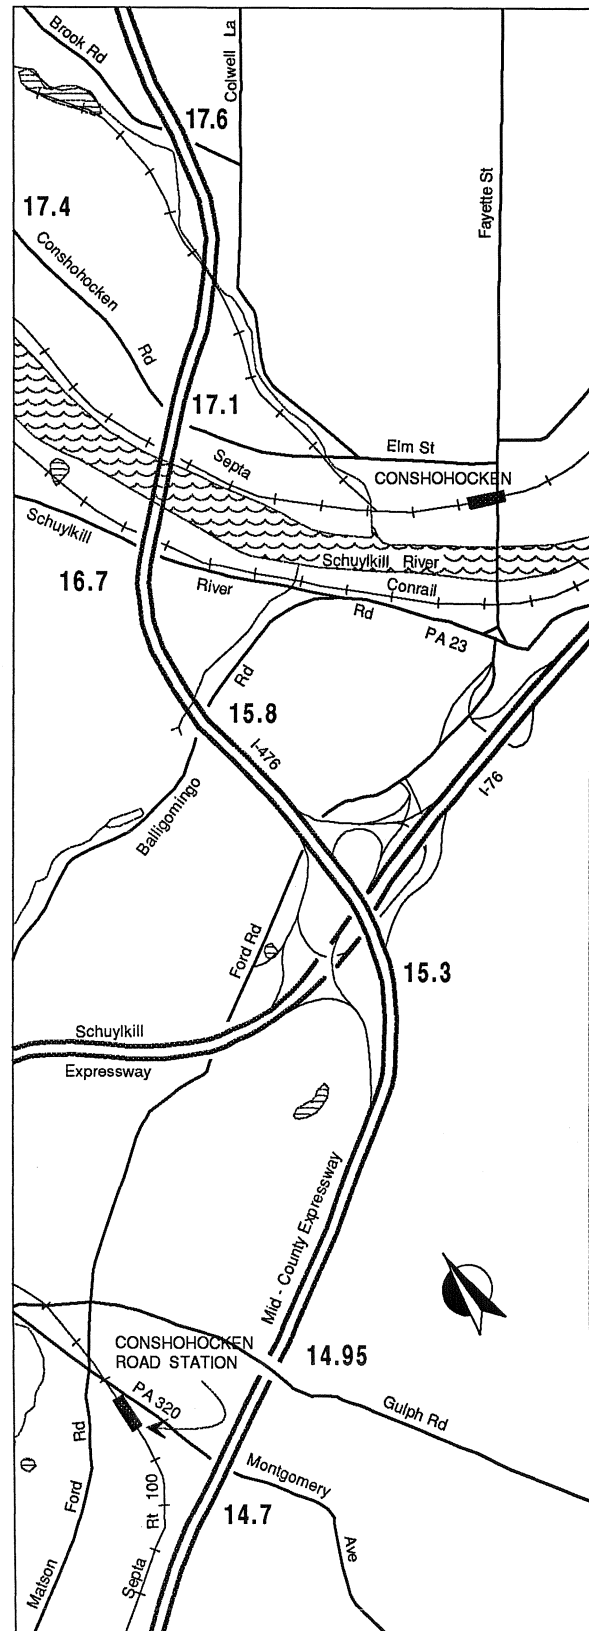 Brook Rd
Colwell La
17.6
Fayette St
17.4
Conshohocken
Rd
17.1
Elm St
Septa
CONSHOHOCKEN
Schuylkill
Schuylkill River
16.7
River
Conrail
Rd
PA 23
Rd
15.8
I-476
I-76
Balligomingo
Ford Rd
15.3
Schuylkill
Expressway
Mid - County Expressway
CONSHOHOCKEN
ROAD STATION
14.95
PA 320
Gulph Rd
Rd
Montgomery
Ford
Rt 100
14.7
Ave
Septa
Matson